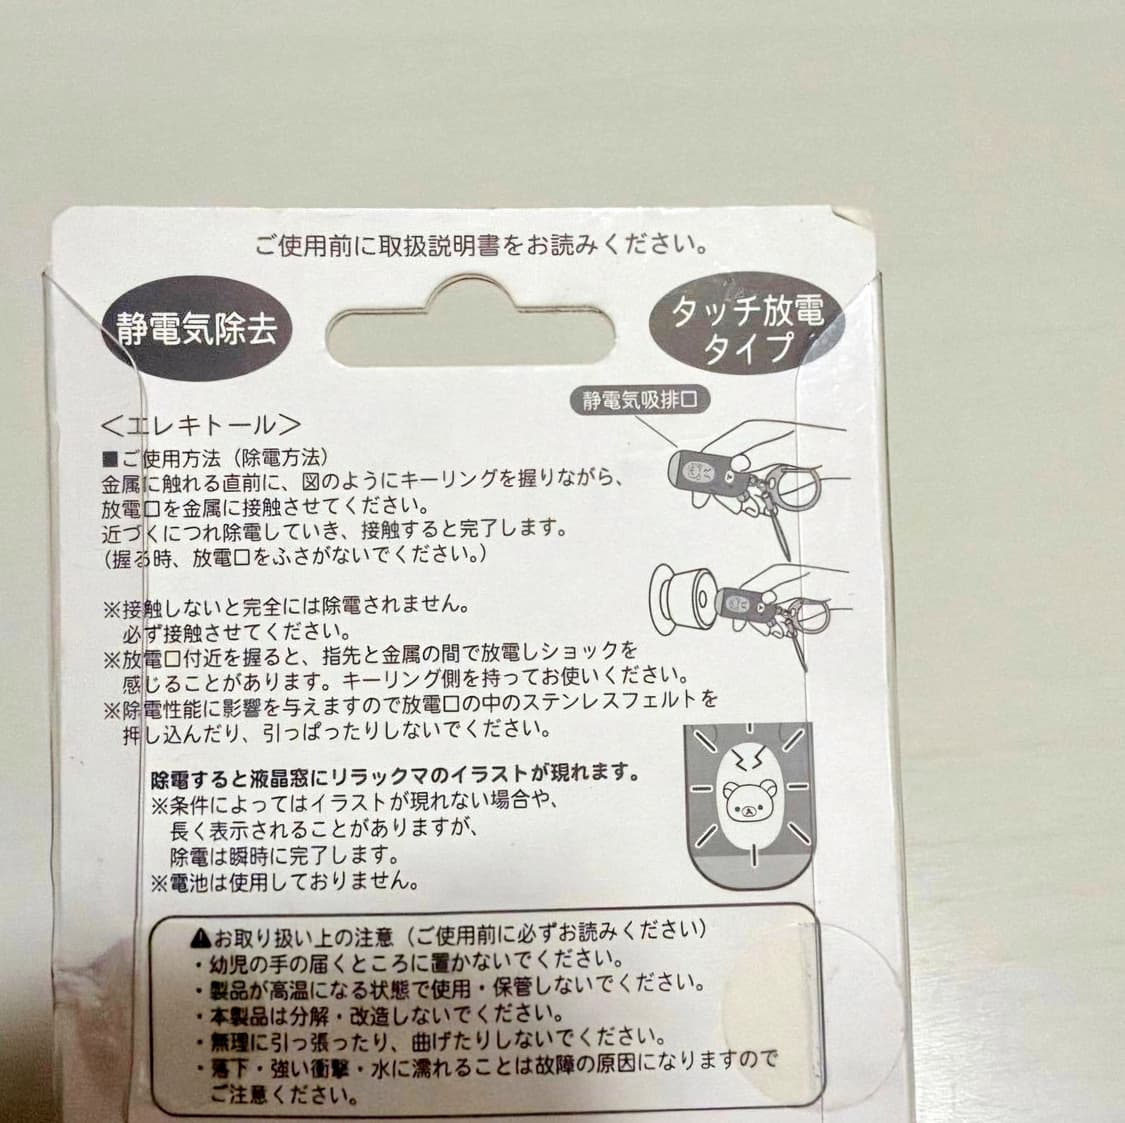 ご使用前に取扱説明書をお読みください。
静電気除去
タッチ放電
タイプ
静電気吸排口
＜エレキトール＞
■ご使用方法（除電方法）
金属に触れる直前に、図のようにキーリングを握りながら、
放電口を金属に接触させてください。
近づくにつれ除電していき、接触すると完了します。
（握る時、放電口をふさがないでください。）
※接触しないと完全には除電されません。
必ず接触させてください。
※放電口付近を握ると、指先と金属の間で放電しショックを
感じることがあります。キーリング側を持ってお使いください。
※除電性能に影響を与えますので放電口の中のステンレスフェルトを
押し込んだり、引っぱったりしないでください。
除電すると液晶窓にリラックマのイラストが現れます。
※条件によってはイラストが現れない場合や、
長く表示されることがありますが、
除電は瞬時に完了します。
※電池は使用しておりません。
⚠お取り扱い上の注意（ご使用前に必ずお読みください）
・幼児の手の届くところに置かないでください。
・製品が高温になる状態で使用・保管しないでください。
・本製品は分解・改造しないでください。
・無理に引っ張ったり、曲げたりしないでください。
・落下・強い衝撃・水に濡れることは故障の原因になりますので
ご注意ください。